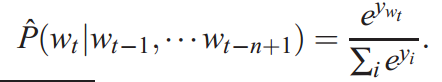 P̂(w_t|w_{t−1}, ⋯ w_{t−n+1}) = e^{y_{w_t}} / ∑_i e^{y_i}.